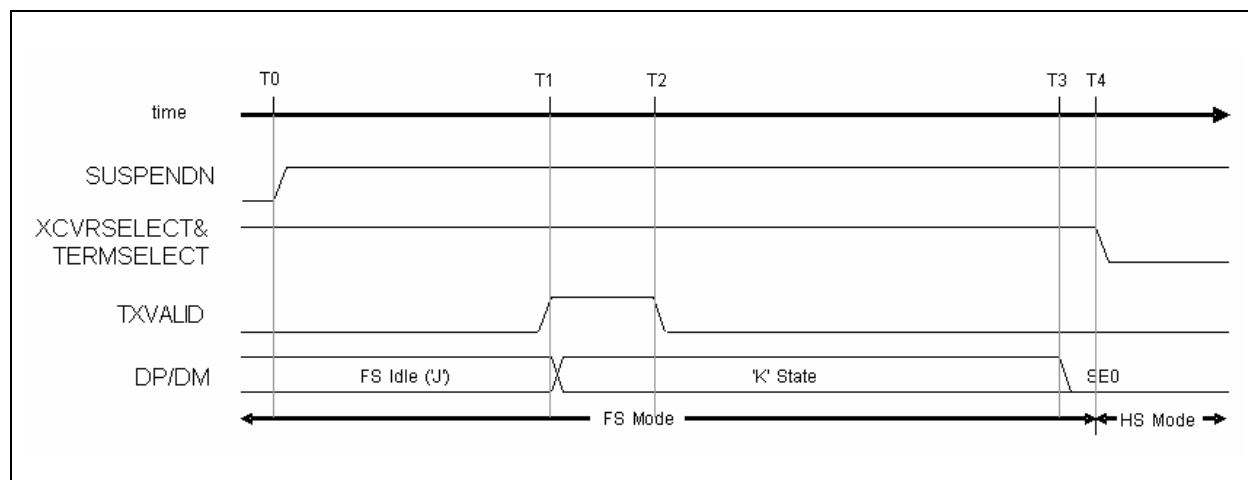 T0 T1 T2 T3 T4
time
SUSPENDN
XCVRSELECT&
TERMSELECT
TXVALID
DP/DM FS Idle ('J') 'K' State SE0
FS Mode HS Mode